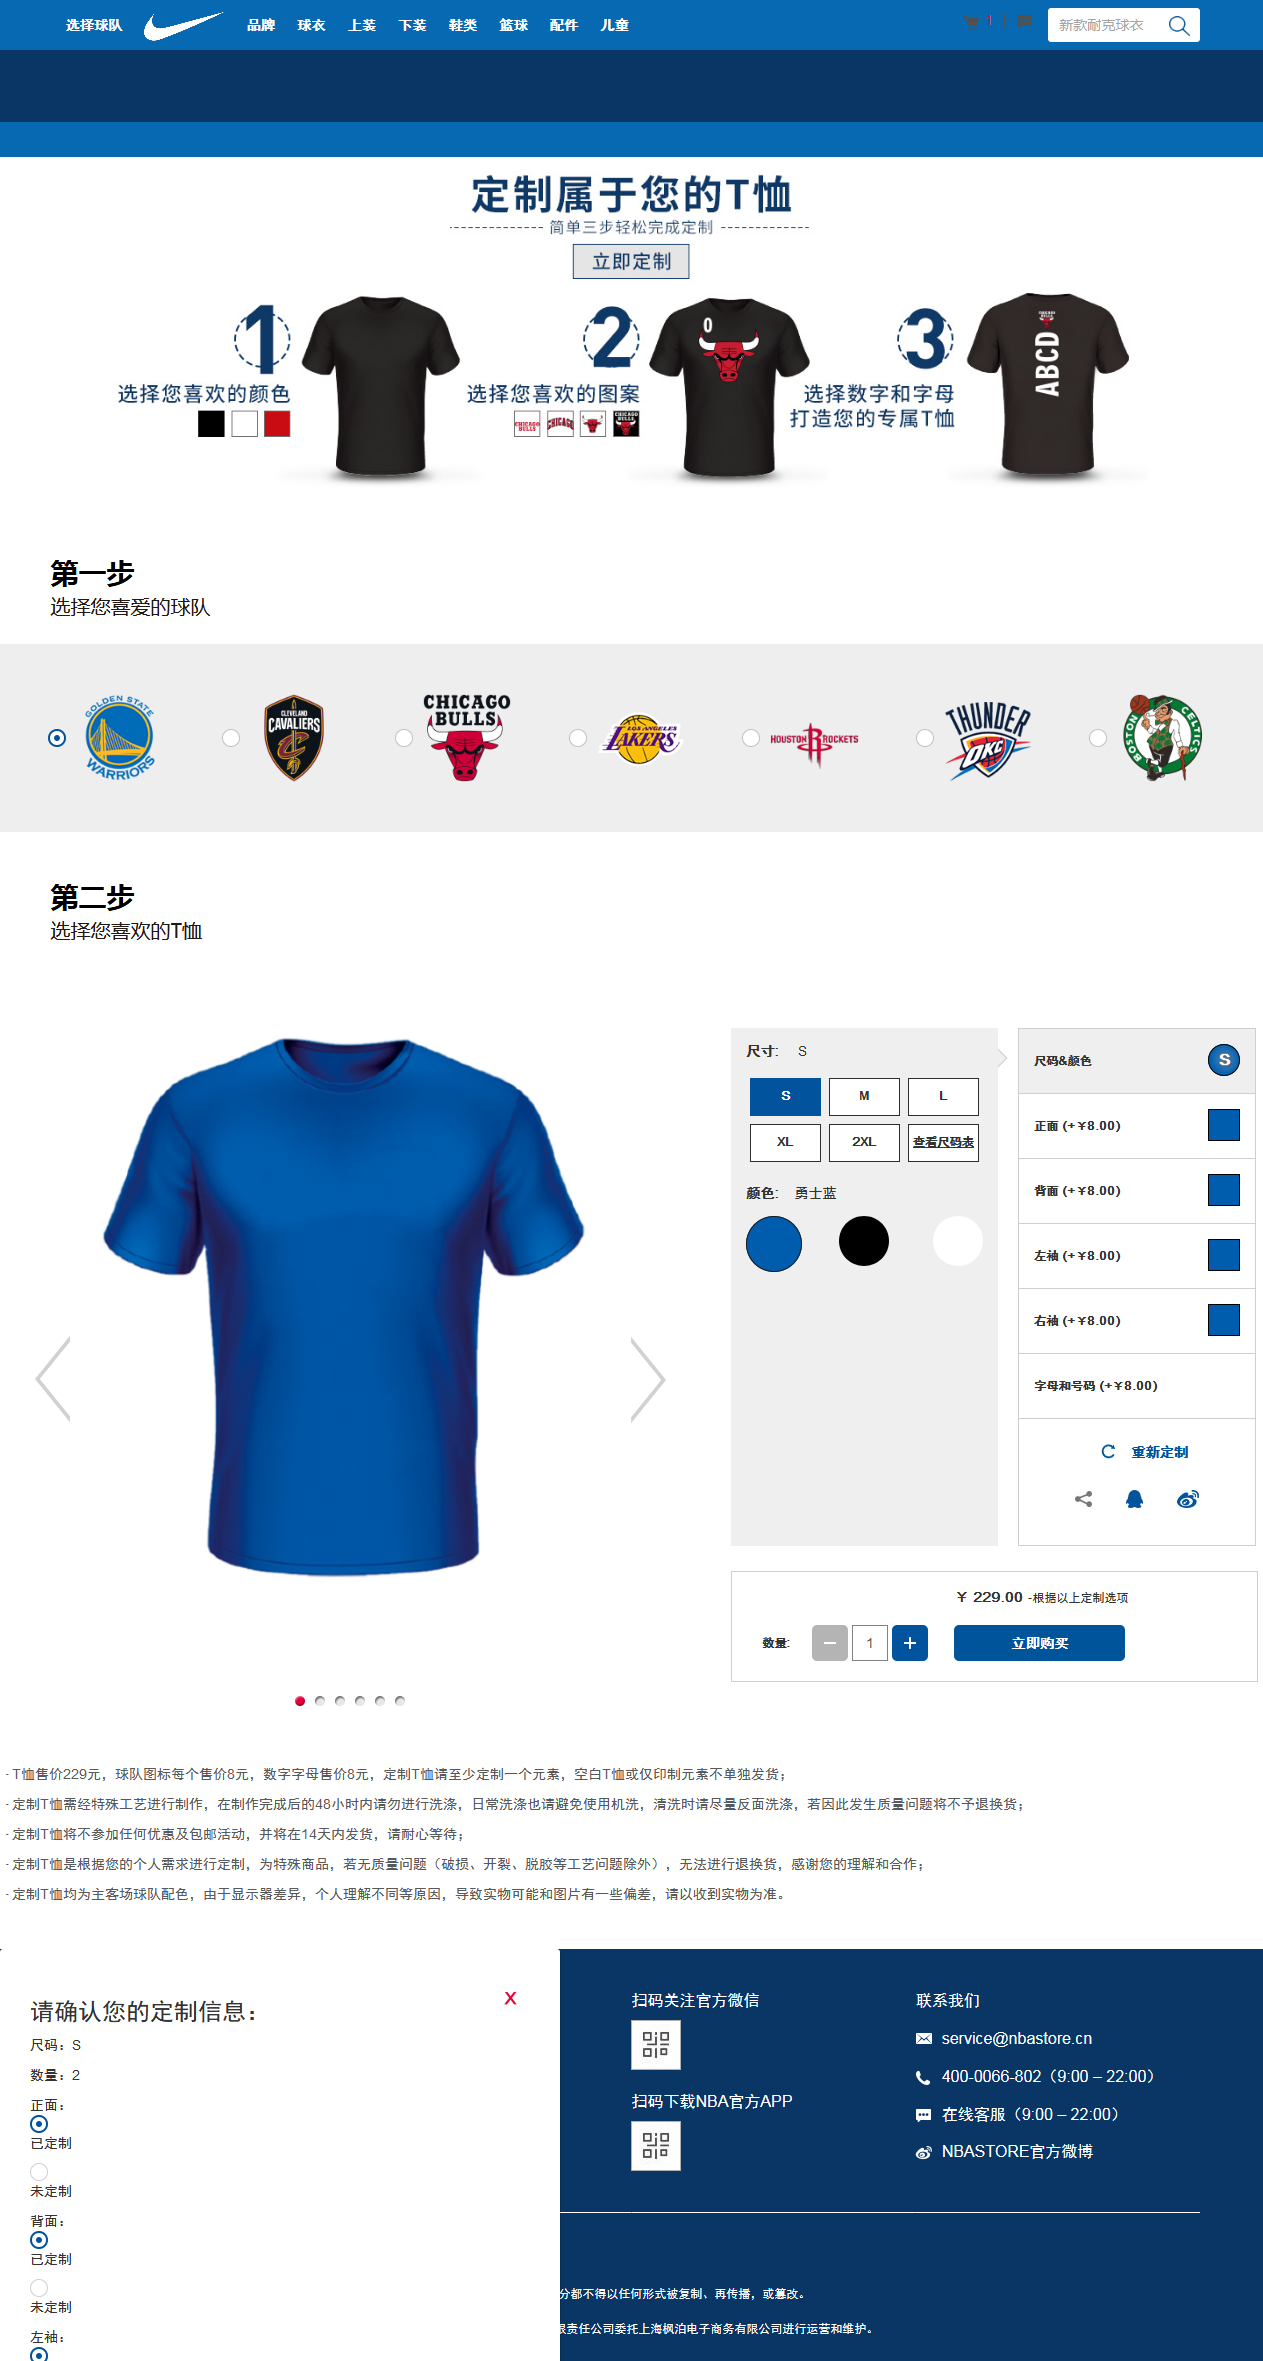 选择球队 品牌 球衣 上装 下装 鞋类 篮球 配件 儿童 1 新款耐克球衣
定制属于您的T恤
简单三步轻松完成定制
立即定制
1 选择您喜欢的颜色
2 选择您喜欢的图案
CHICAGO BULLS CHICAGO CHICAGO BULLS
0
3 选择数字和字母
打造您的专属T恤
CHICAGO BULLS
ABCD
第一步
选择您喜爱的球队
GOLDEN STATE WARRIORS
CLEVELAND CAVALIERS
CHICAGO BULLS
LOS ANGELES LAKERS
HOUSTON ROCKETS
THUNDER OKC
BOSTON CELTICS
第二步
选择您喜欢的T恤
尺寸: S
S M L
XL 2XL 查看尺码表
颜色: 勇士蓝
尺码&颜色 S
正面 (+¥8.00)
背面 (+¥8.00)
左袖 (+¥8.00)
右袖 (+¥8.00)
字母和号码 (+¥8.00)
重新定制
¥ 229.00 -根据以上定制选项
数量: 1 立即购买
- T恤售价229元，球队图标每个售价8元，数字字母售价8元，定制T恤请至少定制一个元素，空白T恤或仅印制元素不单独发货；
- 定制T恤需经特殊工艺进行制作，在制作完成后的48小时内请勿进行洗涤，日常洗涤也请避免使用机洗，清洗时请尽量反面洗涤，若因此发生质量问题将不予退换货；
- 定制T恤将不参加任何优惠及包邮活动，并将在14天内发货，请耐心等待；
- 定制T恤是根据您的个人需求进行定制，为特殊商品，若无质量问题（破损、开裂、脱胶等工艺问题除外），无法进行退换货，感谢您的理解和合作；
- 定制T恤均为主客场球队配色，由于显示器差异，个人理解不同等原因，导致实物可能和图片有一些偏差，请以收到实物为准。
X
请确认您的定制信息：
尺码：S
数量：2
正面：
已定制
未定制
背面：
已定制
未定制
左袖：
扫码关注官方微信
扫码下载NBA官方APP
联系我们
service@nbastore.cn
400-0066-802（9:00 – 22:00）
在线客服（9:00 – 22:00）
NBASTORE官方微博
分都不得以任何形式被复制、再传播，或篡改。
限责任公司委托上海枫泊电子商务有限公司进行运营和维护。